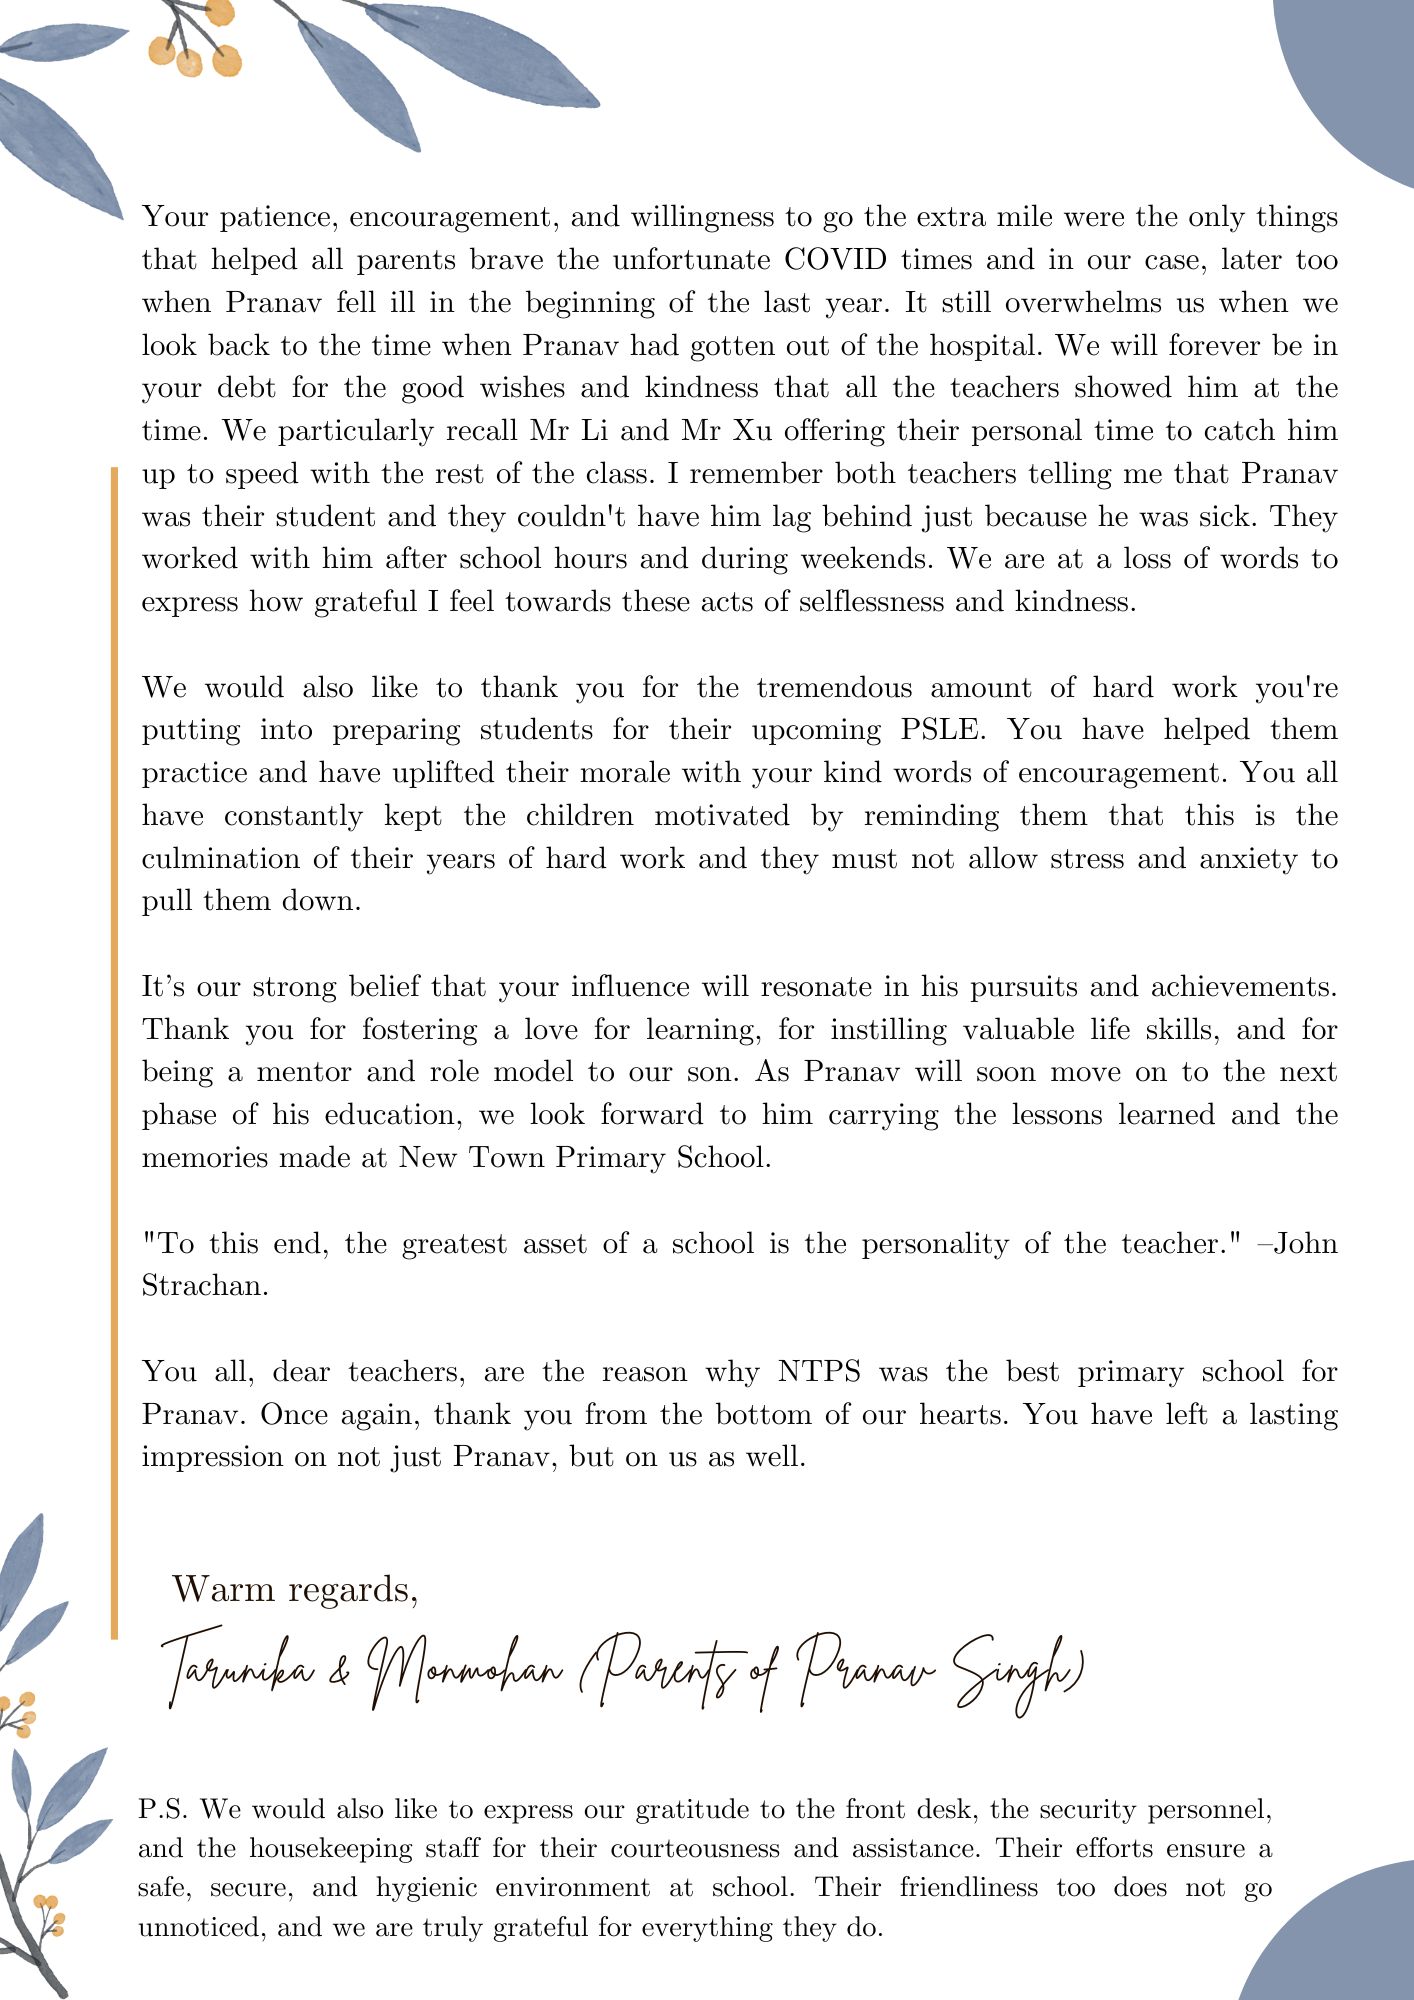 Your patience, encouragement, and willingness to go the extra mile were the only things
that helped all parents brave the unfortunate COVID times and in our case, later too
when Pranav fell ill in the beginning of the last year. It still overwhelms us when we
look back to the time when Pranav had gotten out of the hospital. We will forever be in
your debt for the good wishes and kindness that all the teachers showed him at the
time. We particularly recall Mr Li and Mr Xu offering their personal time to catch him
up to speed with the rest of the class. I remember both teachers telling me that Pranav
was their student and they couldn't have him lag behind just because he was sick. They
worked with him after school hours and during weekends. We are at a loss of words to
express how grateful I feel towards these acts of selflessness and kindness.
We would also like to thank you for the tremendous amount of hard work you're
putting into preparing students for their upcoming PSLE. You have helped them
practice and have uplifted their morale with your kind words of encouragement. You all
have constantly kept the children motivated by reminding them that this is the
culmination of their years of hard work and they must not allow stress and anxiety to
pull them down.
It’s our strong belief that your influence will resonate in his pursuits and achievements.
Thank you for fostering a love for learning, for instilling valuable life skills, and for
being a mentor and role model to our son. As Pranav will soon move on to the next
phase of his education, we look forward to him carrying the lessons learned and the
memories made at New Town Primary School.
"To this end, the greatest asset of a school is the personality of the teacher." –John
Strachan.
You all, dear teachers, are the reason why NTPS was the best primary school for
Pranav. Once again, thank you from the bottom of our hearts. You have left a lasting
impression on not just Pranav, but on us as well.
Warm regards,
Tarunika & Monmohan (Parents of Pranav Singh)
P.S. We would also like to express our gratitude to the front desk, the security personnel,
and the housekeeping staff for their courteousness and assistance. Their efforts ensure a
safe, secure, and hygienic environment at school. Their friendliness too does not go
unnoticed, and we are truly grateful for everything they do.